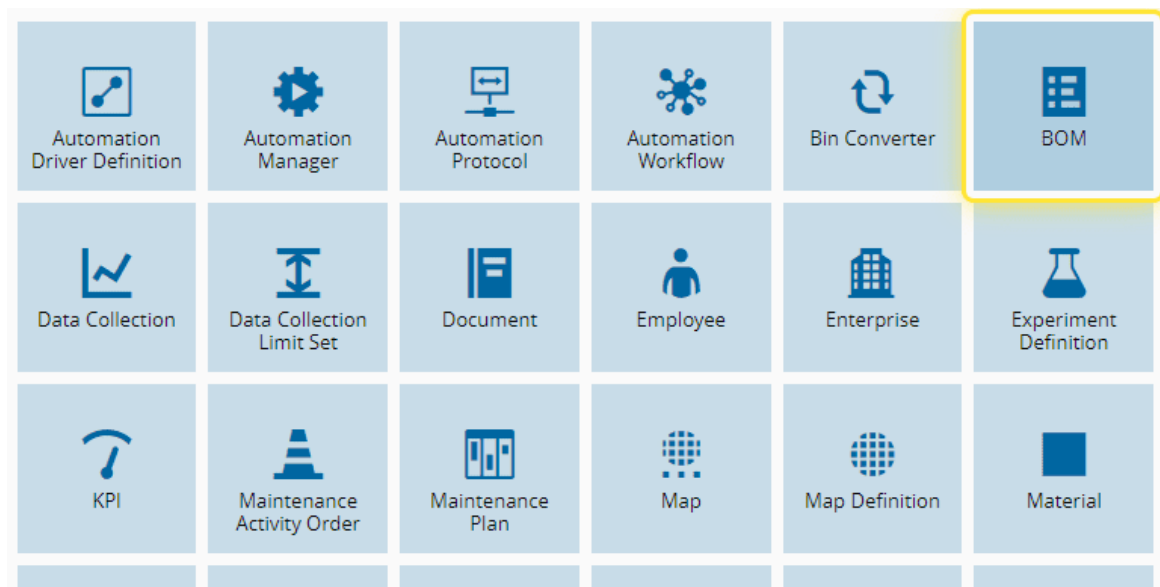 Automation
Driver Definition
Automation
Manager
Automation
Protocol
Automation
Workflow
Bin Converter
BOM
Data Collection
Data Collection
Limit Set
Document
Employee
Enterprise
Experiment
Definition
KPI
Maintenance
Activity Order
Maintenance
Plan
Map
Map Definition
Material